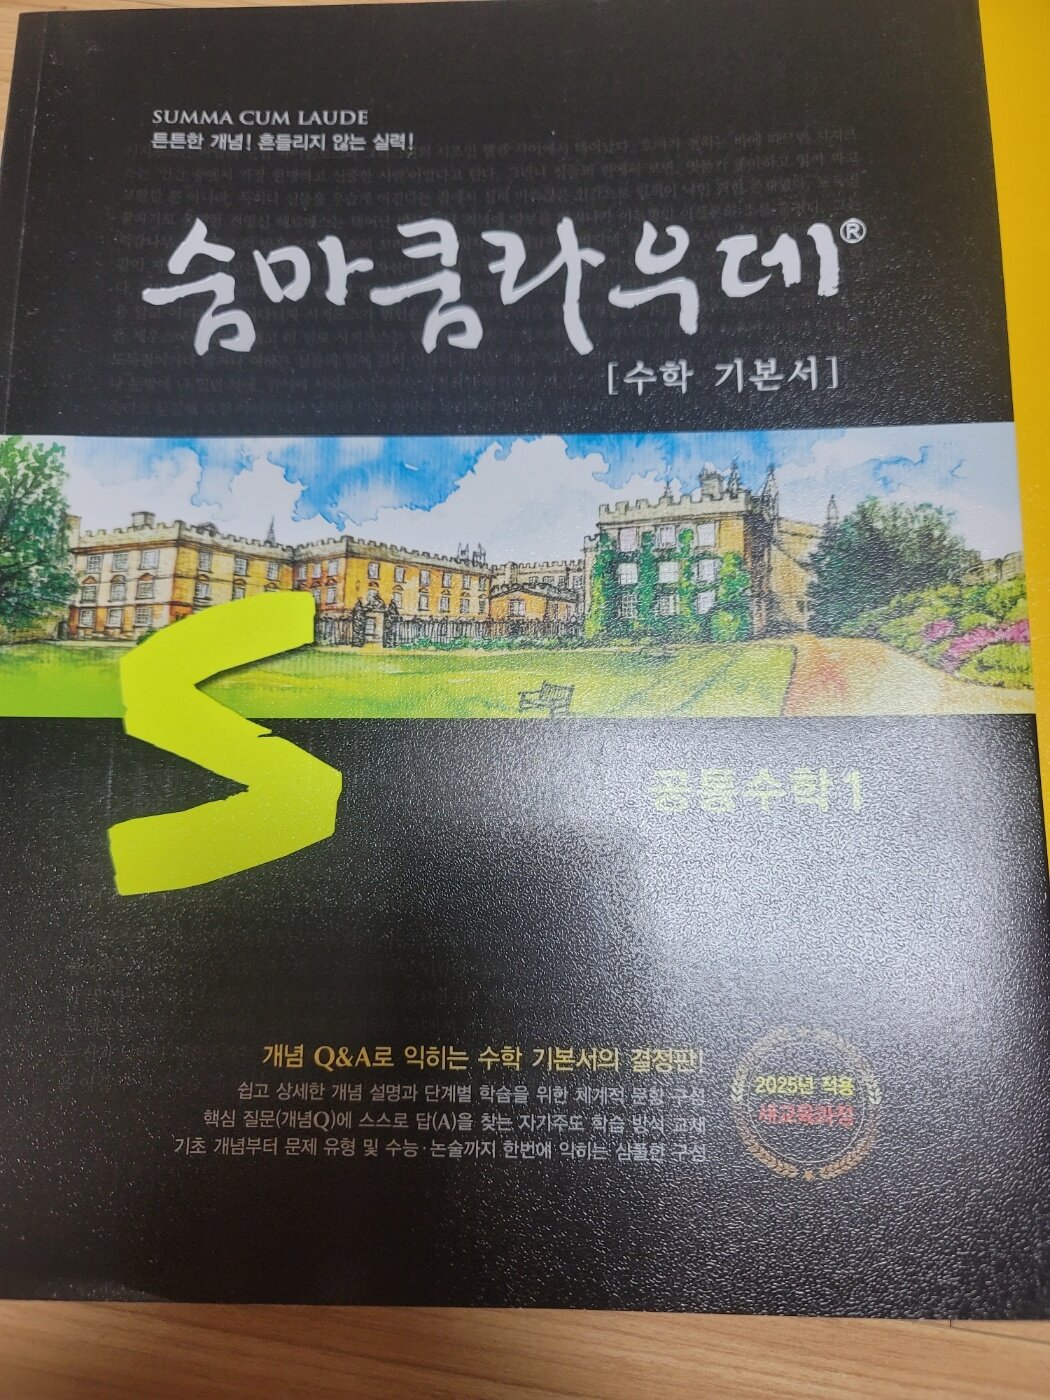 SUMMA CUM LAUDE
튼튼한 개념! 흔들리지 않는 실력!
숨마쿰라우데®
[수학 기본서]
S
공통수학 1
개념 Q&A로 익히는 수학 기본서의 결정판!
쉽고 상세한 개념 설명과 단계별 학습을 위한 체계적 문항 구성
핵심 질문(개념Q)에 스스로 답(A)을 찾는 자기주도 학습 방식 교재
기초 개념부터 문제 유형 및 수능·논술까지 한번에 익히는 심플한 구성
2025년 적용
새교육과정